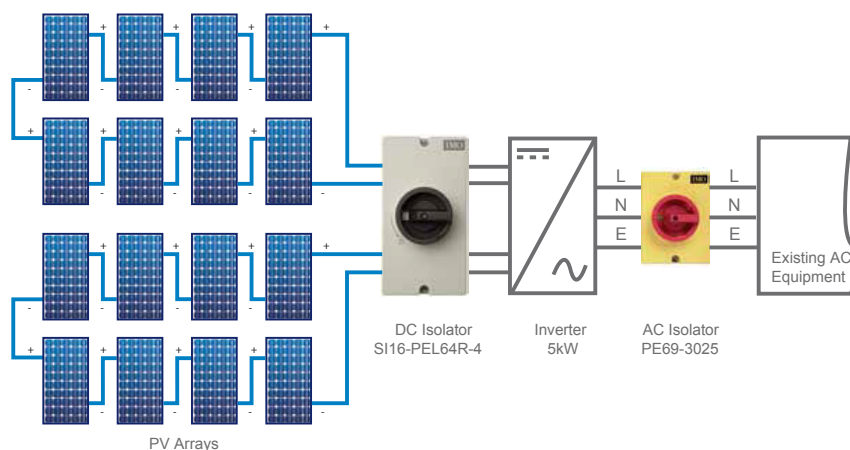 + + + +
- - - -
+ + + +
- - - -
+ + + +
- - - -
+ + + +
- - - -
IMO
IMO
L L
N N
E E
Existing AC
Equipment
DC Isolator
SI16-PEL64R-4
Inverter
5kW
AC Isolator
PE69-3025
PV Arrays